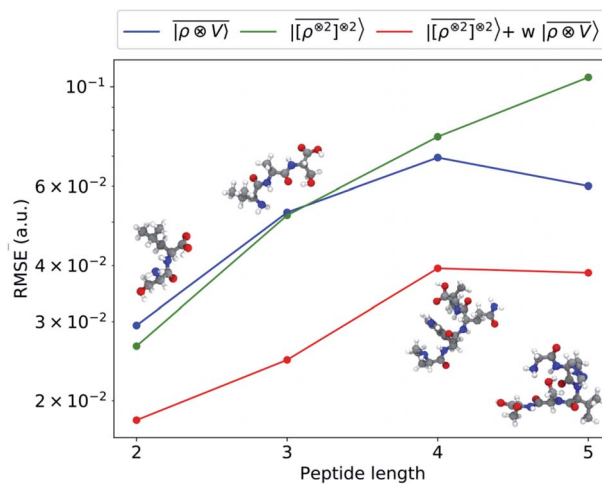 |ρ ⊗ V⟩ |[ρ⊗2]⊗2⟩ |[ρ⊗2]⊗2⟩+ w |ρ ⊗ V⟩
10⁻¹
6 × 10⁻²
4 × 10⁻²
3 × 10⁻²
2 × 10⁻²
RMSE (a.u.)
2 3 4 5
Peptide length